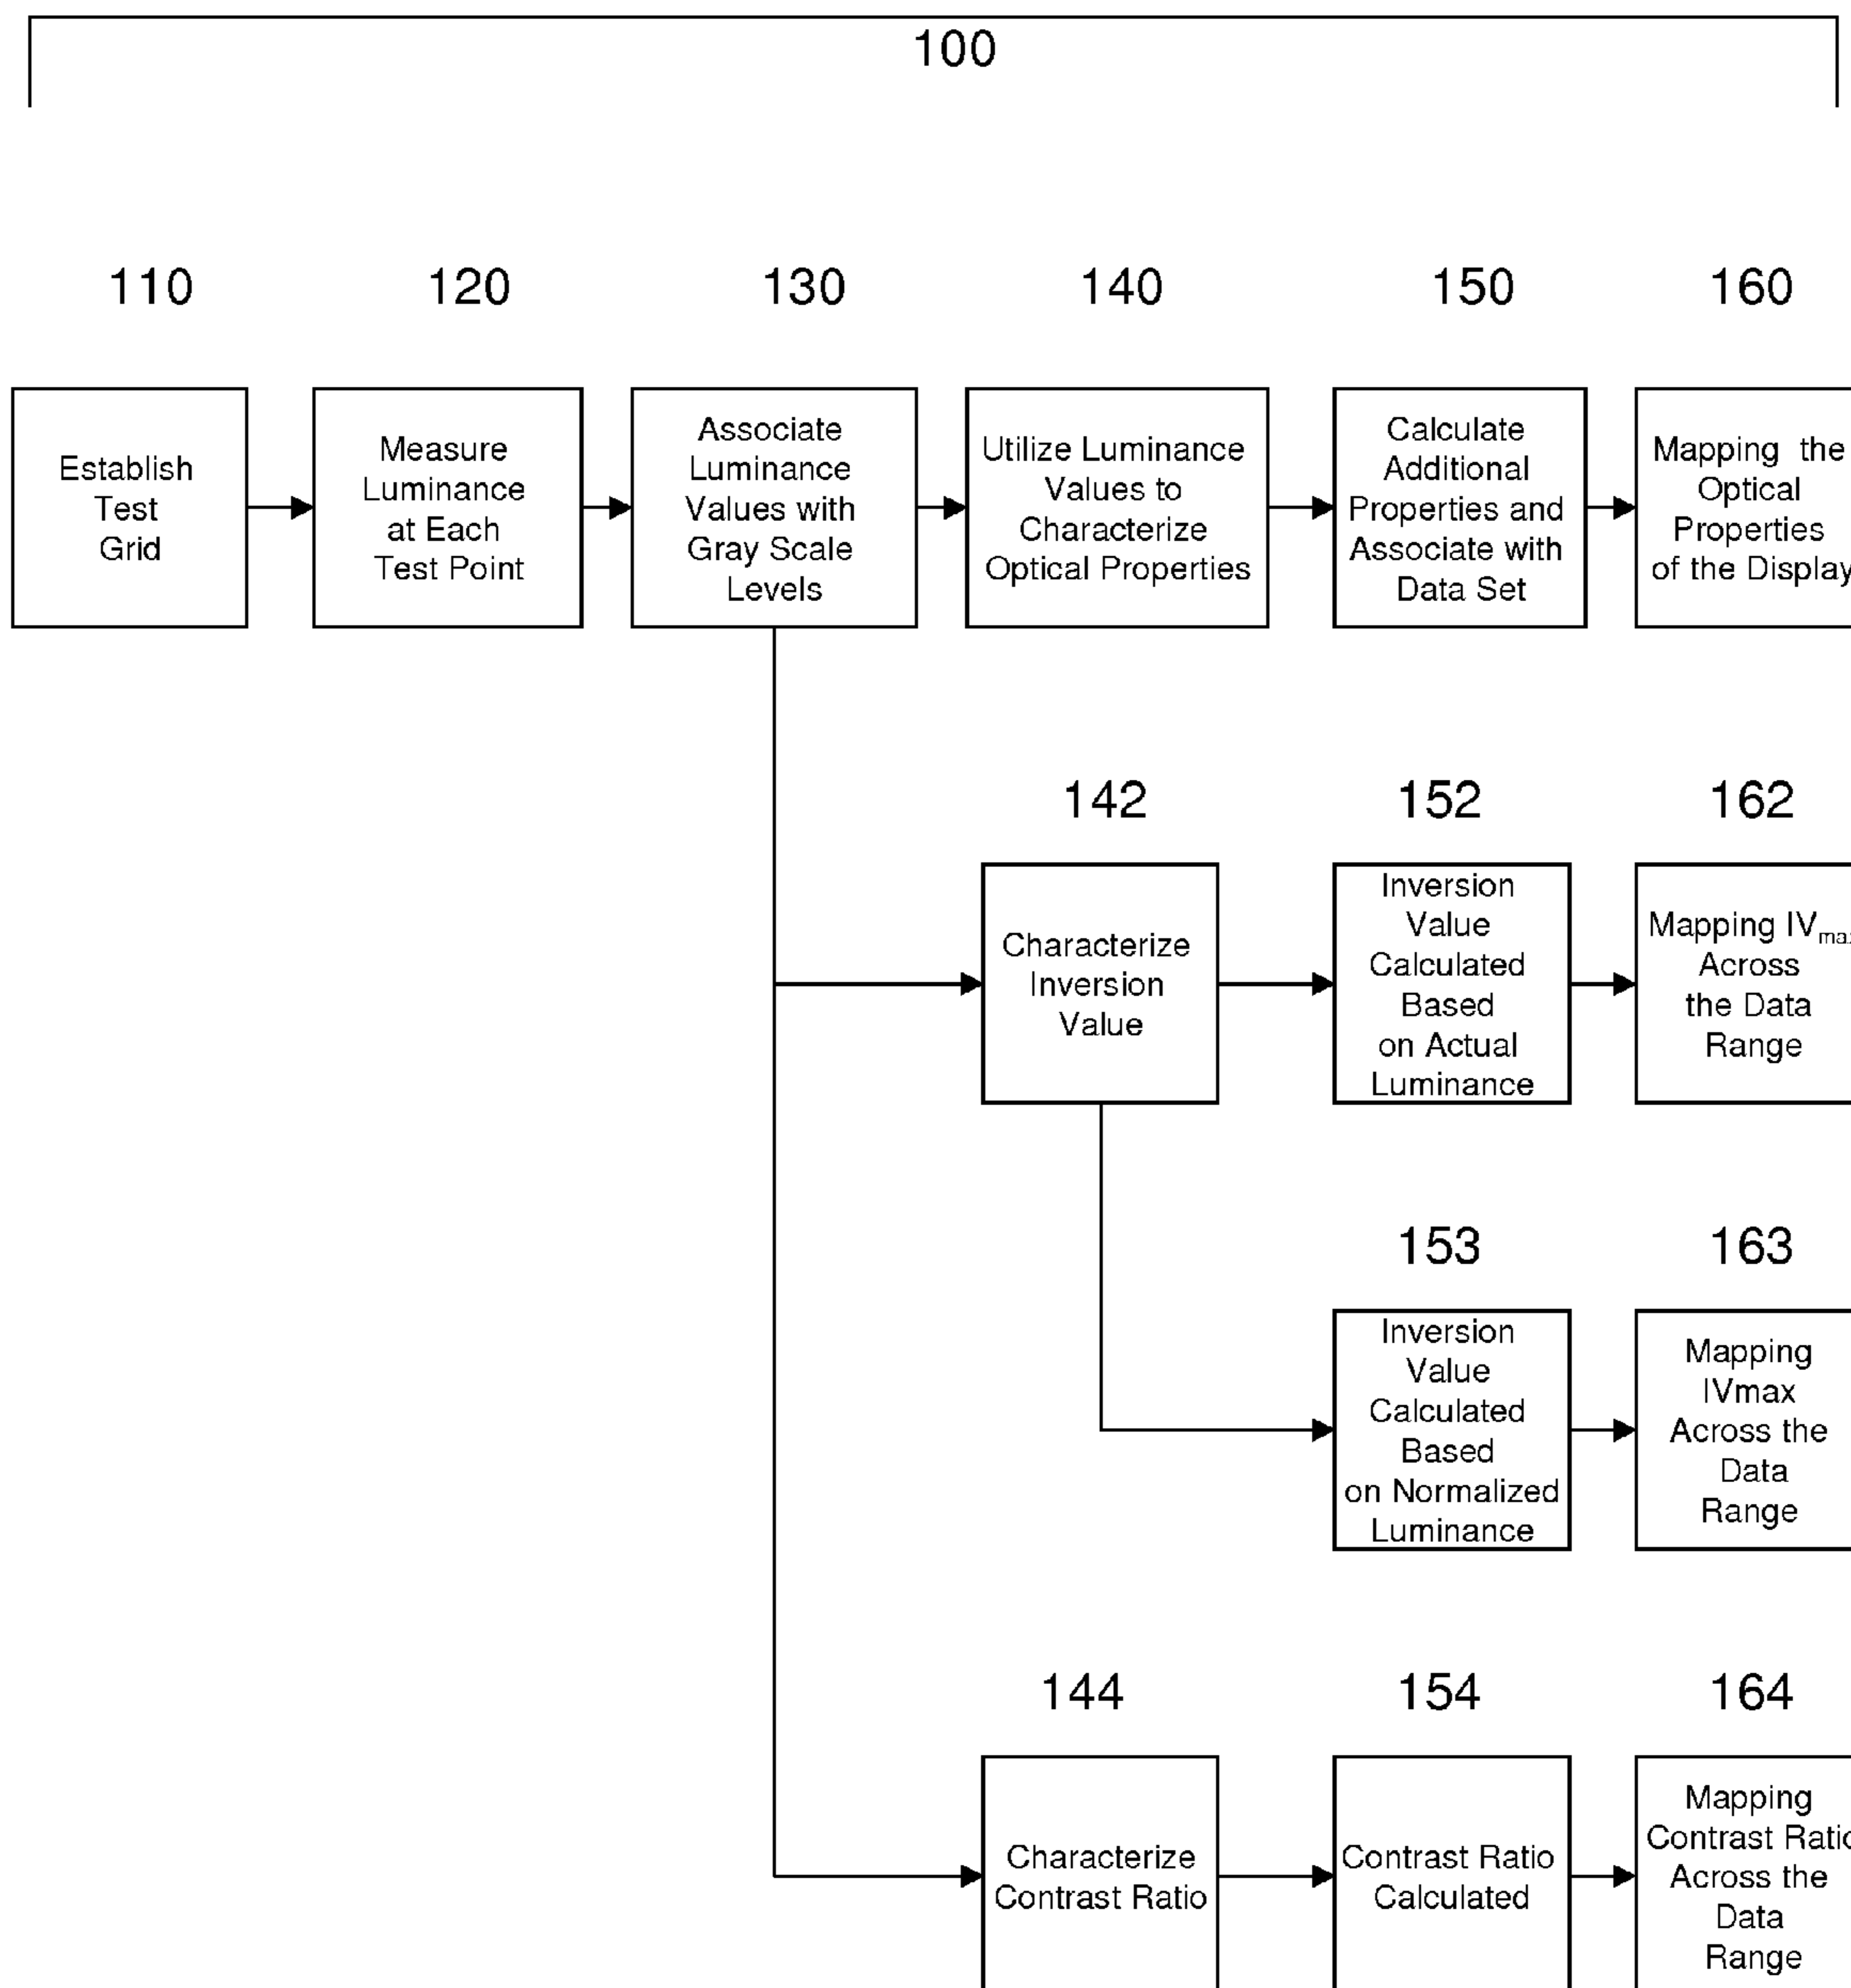 100
110
120
130
140
150
160
Establish
Test
Grid
Measure
Luminance
at Each
Test Point
Associate
Luminance
Values with
Gray Scale
Levels
Utilize Luminance
Values to
Characterize
Optical Properties
Calculate
Additional
Properties and
Associate with
Data Set
Mapping the
Optical
Properties
of the Display
142
152
162
Characterize
Inversion
Value
Inversion
Value
Calculated
Based
on Actual
Luminance
Mapping IVmax
Across
the Data
Range
153
163
Inversion
Value
Calculated
Based
on Normalized
Luminance
Mapping
IVmax
Across the
Data
Range
144
154
164
Characterize
Contrast Ratio
Contrast Ratio
Calculated
Mapping
Contrast Ratio
Across the
Data
Range